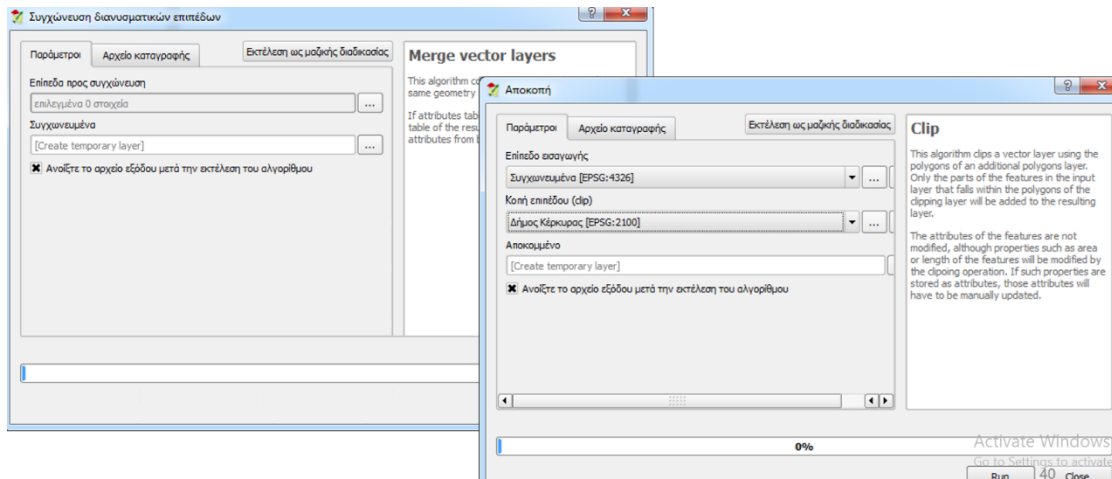 Συγχώνευση διανυσματικών επιπέδων
Παράμετροι
Αρχείο καταγραφής
Εκτέλεση ως μαζικής διαδικασίας
Επίπεδα προς συγχώνευση
επιλεγμένα 0 στοιχεία
...
Συγχωνευμένα
[Create temporary layer]
...
Ανοίξτε το αρχείο εξόδου μετά την εκτέλεση του αλγορίθμου
Merge vector layers
This algorithm
same geometry
If attributes
table of the
attributes from
Αποκοπή
Παράμετροι
Αρχείο καταγραφής
Εκτέλεση ως μαζικής διαδικασίας
Επίπεδο εισαγωγής
Συγχωνευμένα [EPSG:4326]
...
Κοπή επιπέδου (clip)
Δήμος Κέρκυρας [EPSG:2100]
...
Αποκομμένο
[Create temporary layer]
Ανοίξτε το αρχείο εξόδου μετά την εκτέλεση του αλγορίθμου
Clip
This algorithm clips a vector layer using the
polygons of an additional polygons layer.
Only the parts of the features in the input
layer that falls within the polygons of the
clipping layer will be added to the resulting
layer.
The attributes of the features are not
modified, although properties such as area
or length of the features will be modified by
the clipoing operation. If such properties are
stored as attributes, those attributes will
have to be manually updated.
0%
Activate Windows
Go to Settings to activate
Run
40
Close